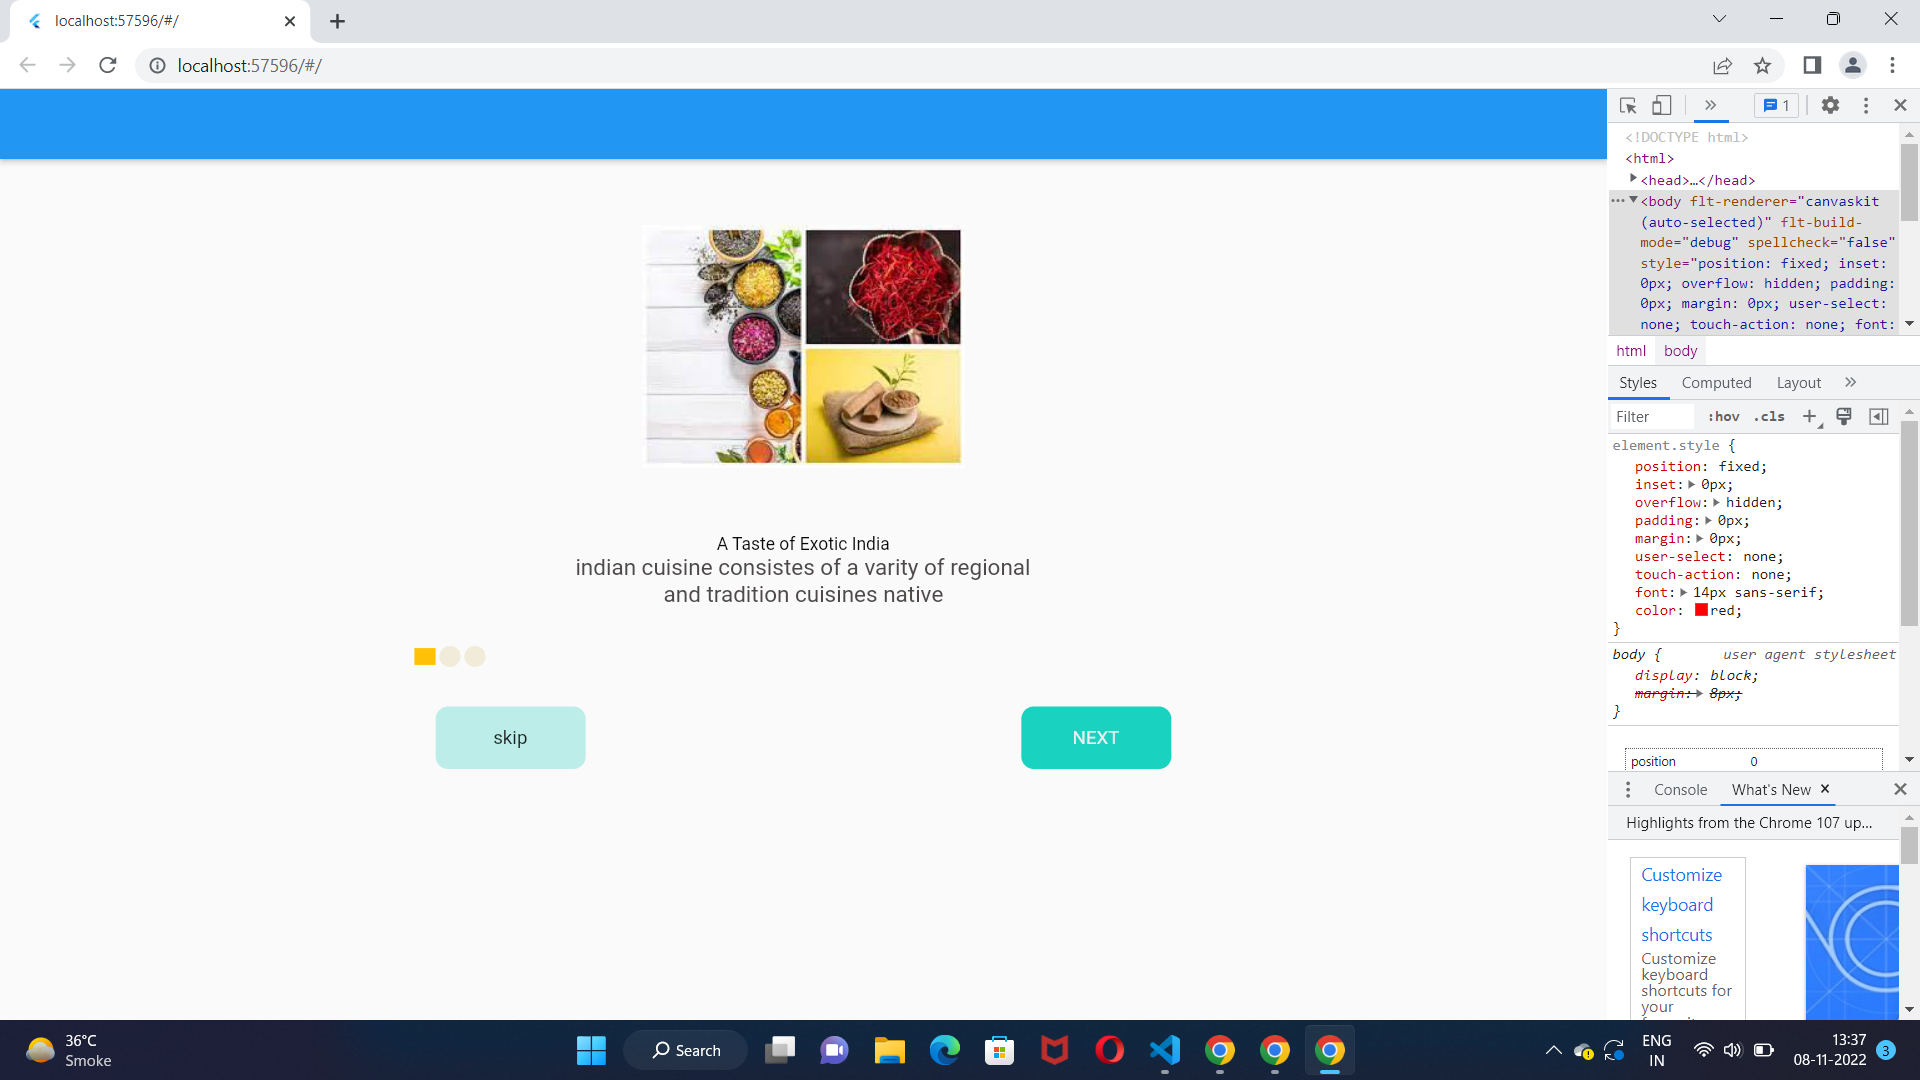 localhost:57596/#/
localhost:57596/#/
1
<!DOCTYPE html>
<html>
<head>…</head>
<body flt-renderer="canvaskit
(auto-selected)" flt-build-
mode="debug" spellcheck="false"
style="position: fixed; inset:
0px; overflow: hidden; padding:
0px; margin: 0px; user-select:
none; touch-action: none; font:
html body
Styles Computed Layout
Filter :hov .cls
element.style {
position: fixed;
inset: 0px;
overflow: hidden;
padding: 0px;
margin: 0px;
user-select: none;
touch-action: none;
font: 14px sans-serif;
color: red;
}
body { user agent stylesheet
display: block;
margin: 8px;
}
position 0
Console What's New
Highlights from the Chrome 107 up...
Customize
keyboard
shortcuts
Customize
keyboard
shortcuts for
your
A Taste of Exotic India
indian cuisine consistes of a varity of regional
and tradition cuisines native
skip
NEXT
36°C
Smoke
Search
ENG
IN
13:37
08-11-2022
3